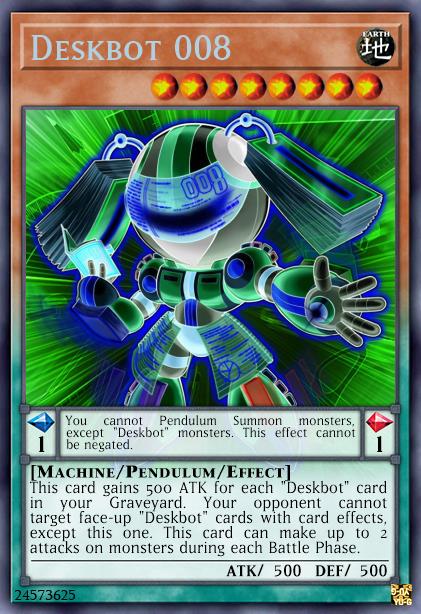 DESKBOT 008
EARTH
地
008
You cannot Pendulum Summon monsters,
except "Deskbot" monsters. This effect cannot
be negated.
1
1
[MACHINE/PENDULUM/EFFECT]
This card gains 500 ATK for each "Deskbot" card
in your Graveyard. Your opponent cannot
target face-up "Deskbot" cards with card effects,
except this one. This card can make up to 2
attacks on monsters during each Battle Phase.
ATK/ 500 DEF/ 500
24573625